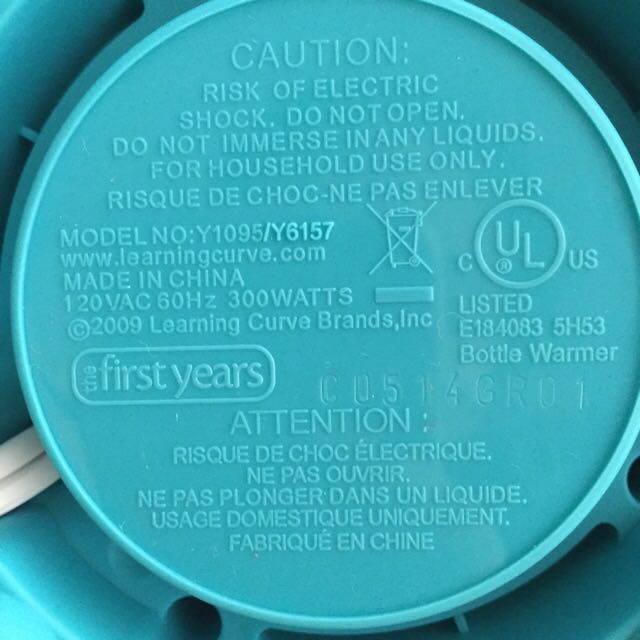 CAUTION:
RISK OF ELECTRIC
SHOCK. DO NOT OPEN.
DO NOT IMMERSE IN ANY LIQUIDS.
FOR HOUSEHOLD USE ONLY.
RISQUE DE CHOC-NE PAS ENLEVER
MODEL NO:Y1095/Y6157
www.learningcurve.com
MADE IN CHINA
120VAC 60Hz 300WATTS
©2009 Learning Curve Brands,Inc
C UL ® US
LISTED
E184083 5H53
Bottle Warmer
the first years
C0514GR01
ATTENTION :
RISQUE DE CHOC ÉLECTRIQUE.
NE PAS OUVRIR.
NE PAS PLONGER DANS UN LIQUIDE.
USAGE DOMESTIQUE UNIQUEMENT.
FABRIQUÉ EN CHINE